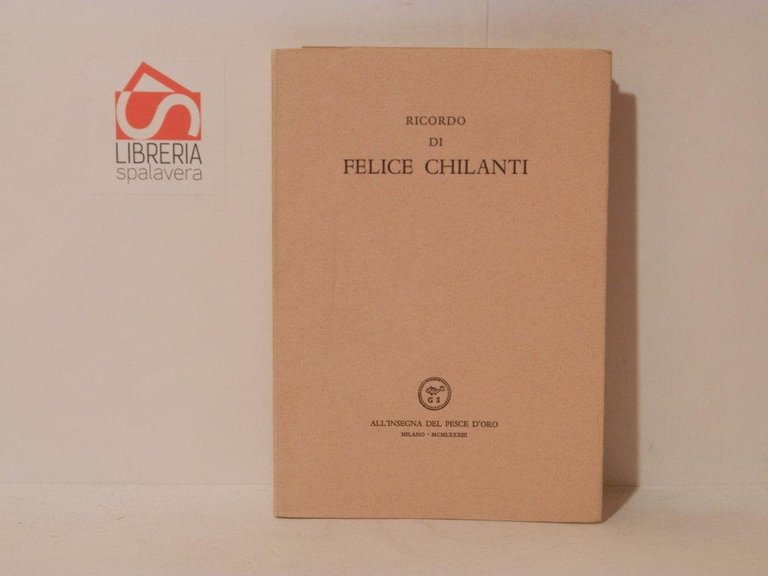 LIBRERIA
spalavera
RICORDO
DI
FELICE CHILANTI
G S
ALL'INSEGNA DEL PESCE D'ORO
MILANO · MCMLXXXIII